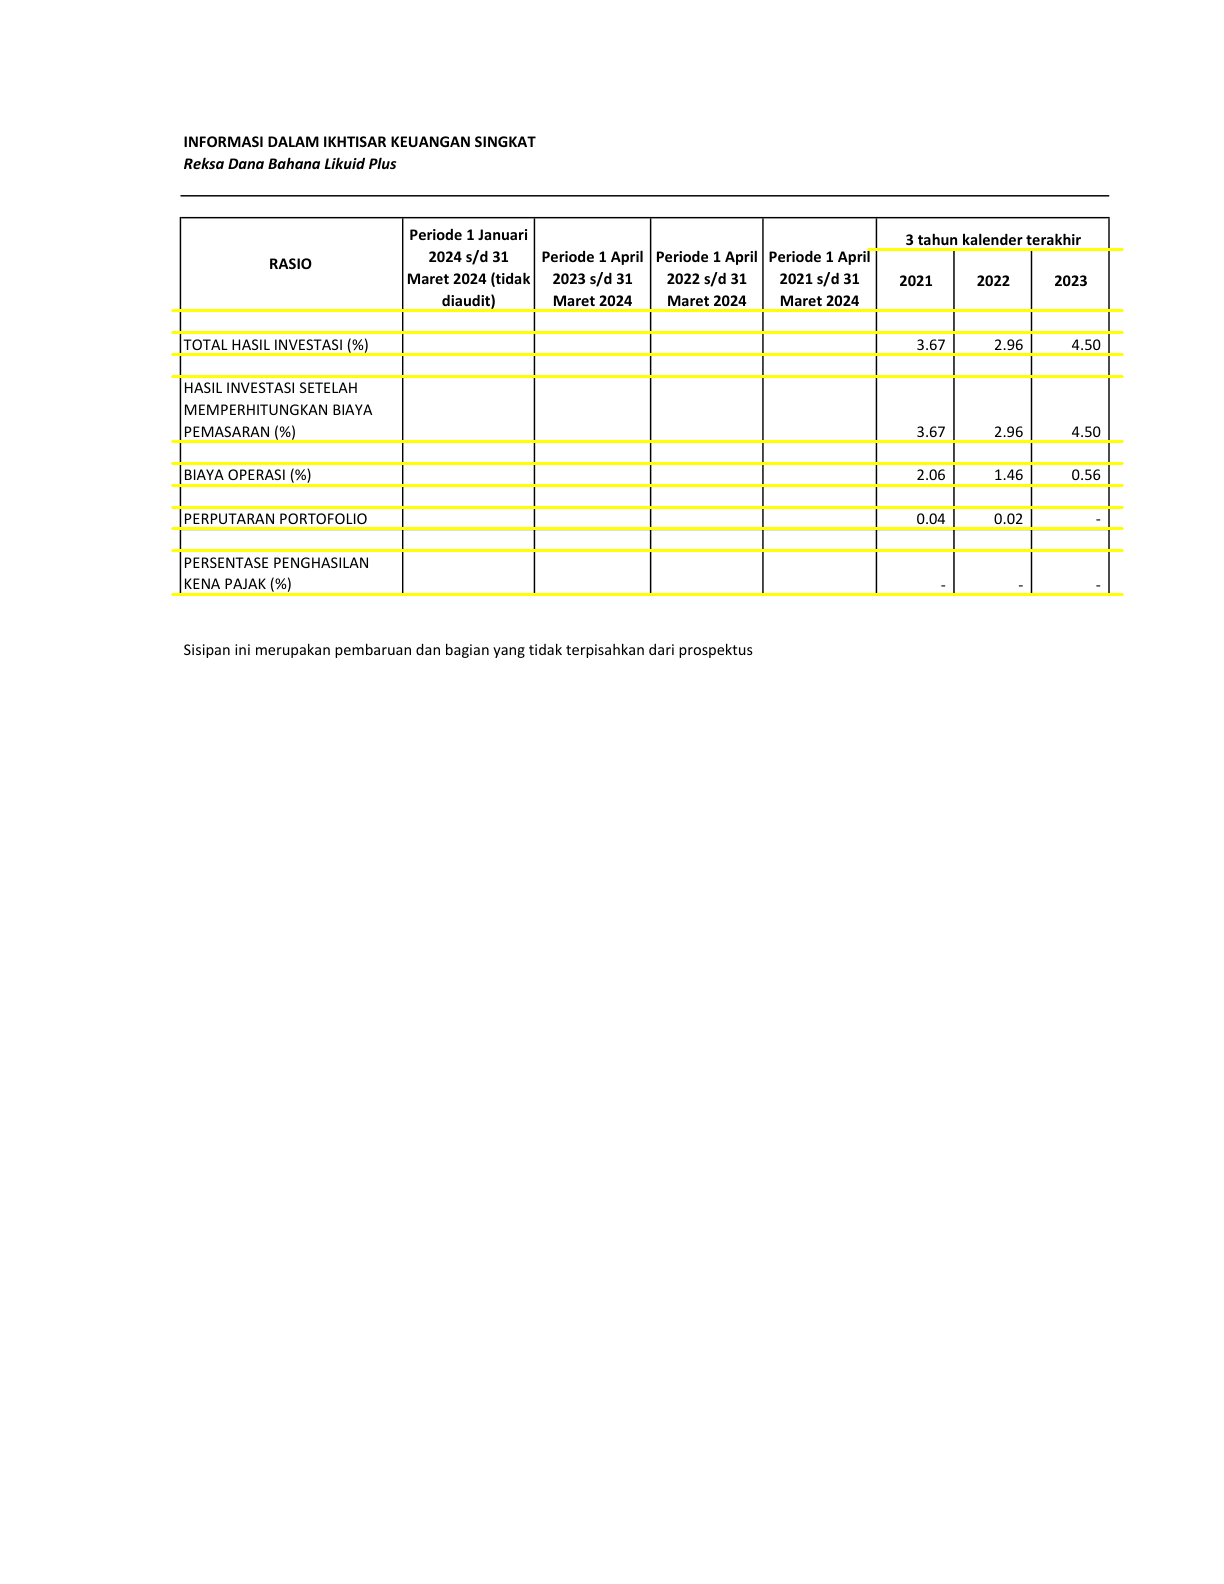 INFORMASI DALAM IKHTISAR KEUANGAN SINGKAT
Reksa Dana Bahana Likuid Plus
RASIO
Periode 1 Januari
2024 s/d 31
Maret 2024 (tidak
diaudit)
Periode 1 April
2023 s/d 31
Maret 2024
Periode 1 April
2022 s/d 31
Maret 2024
Periode 1 April
2021 s/d 31
Maret 2024
3 tahun kalender terakhir
2021 2022 2023
TOTAL HASIL INVESTASI (%) 3.67 2.96 4.50
HASIL INVESTASI SETELAH
MEMPERHITUNGKAN BIAYA
PEMASARAN (%) 3.67 2.96 4.50
BIAYA OPERASI (%) 2.06 1.46 0.56
PERPUTARAN PORTOFOLIO 0.04 0.02 -
PERSENTASE PENGHASILAN
KENA PAJAK (%) - - -
Sisipan ini merupakan pembaruan dan bagian yang tidak terpisahkan dari prospektus